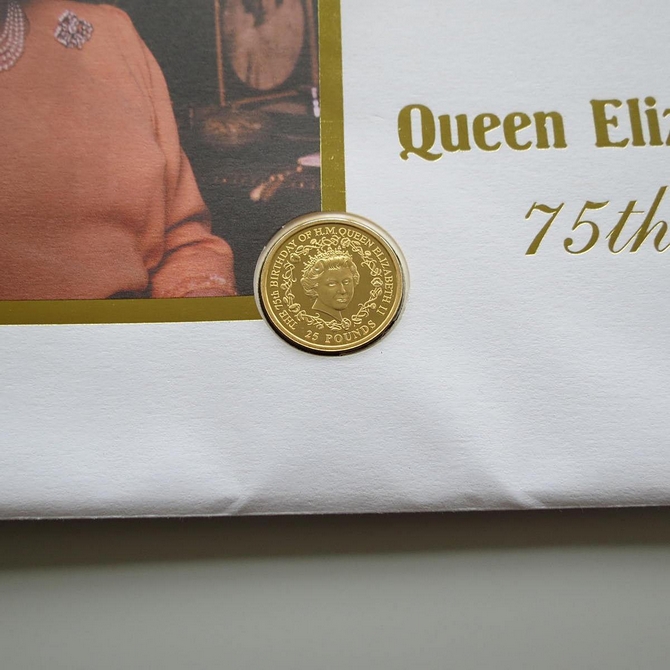 Queen Eliz
75th
THE 75th BIRTHDAY OF H.M. QUEEN ELIZABETH II
25 POUNDS